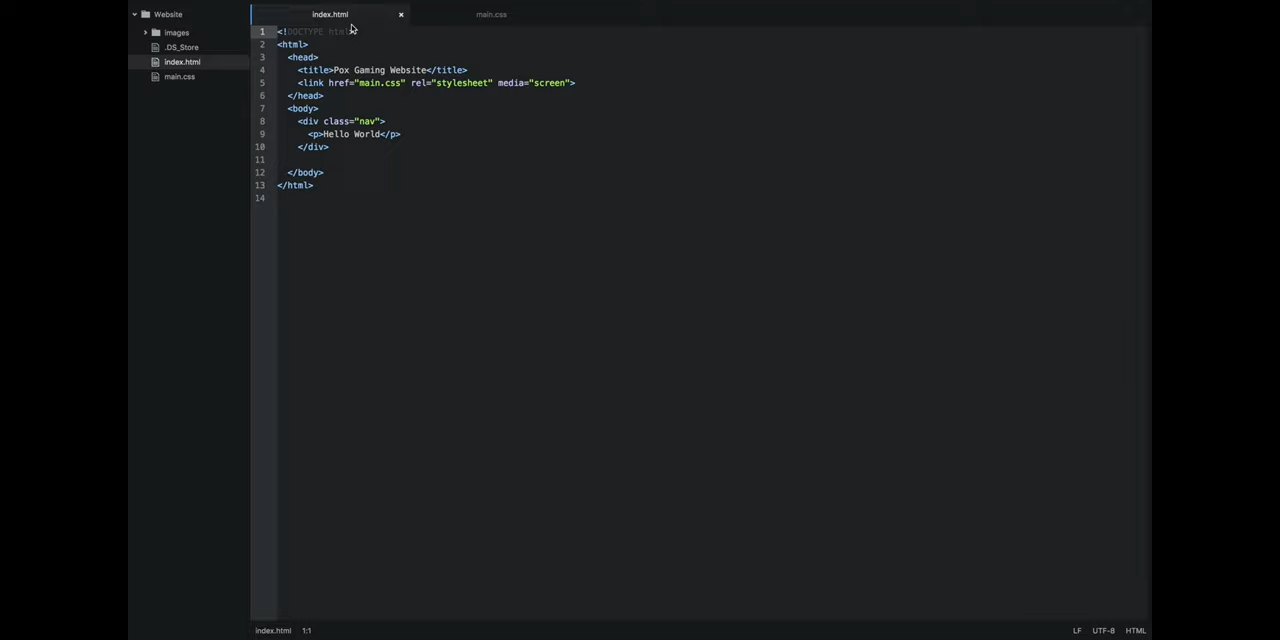 Website
images
.DS_Store
index.html
main.css
index.html
main.css
1 <!DOCTYPE html>
2 <html>
3 <head>
4 <title>Pox Gaming Website</title>
5 <link href="main.css" rel="stylesheet" media="screen">
6 </head>
7 <body>
8 <div class="nav">
9 <p>Hello World</p>
10 </div>
11
12 </body>
13 </html>
14
index.html 1:1 LF UTF-8 HTML